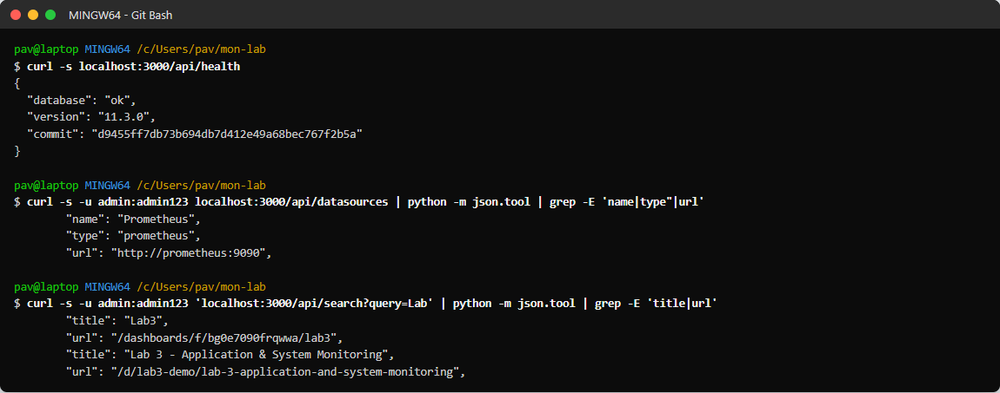 MINGW64 - Git Bash
pav@laptop MINGW64 /c/Users/pav/mon-lab
$ curl -s localhost:3000/api/health
{
  "database": "ok",
  "version": "11.3.0",
  "commit": "d9455ff7db73b694db7d412e49a68bec767f2b5a"
}
pav@laptop MINGW64 /c/Users/pav/mon-lab
$ curl -s -u admin:admin123 localhost:3000/api/datasources | python -m json.tool | grep -E 'name|type"|url'
        "name": "Prometheus",
        "type": "prometheus",
        "url": "http://prometheus:9090",
pav@laptop MINGW64 /c/Users/pav/mon-lab
$ curl -s -u admin:admin123 'localhost:3000/api/search?query=Lab' | python -m json.tool | grep -E 'title|url'
        "title": "Lab3",
        "url": "/dashboards/f/bg0e7090frqwwa/lab3",
        "title": "Lab 3 - Application & System Monitoring",
        "url": "/d/lab3-demo/lab-3-application-and-system-monitoring",